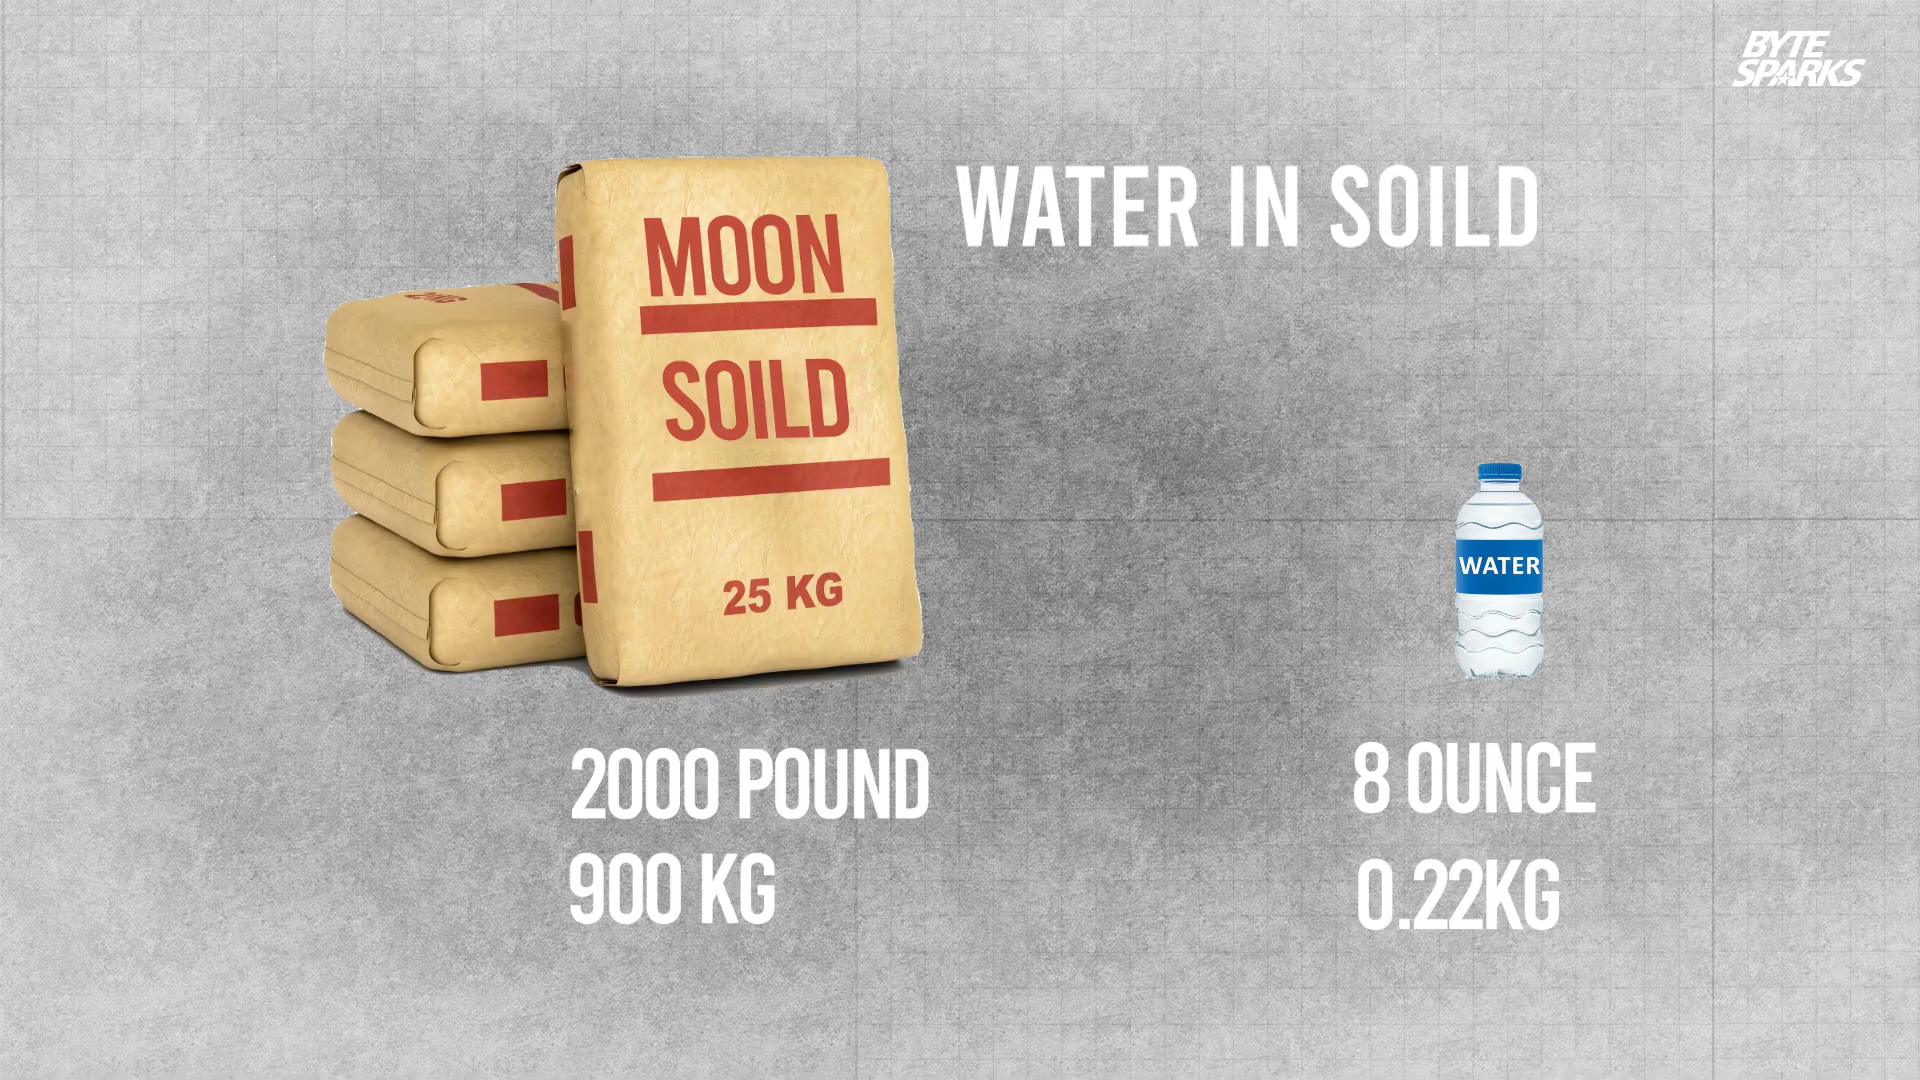 BYTE
SPARKS
WATER IN SOILD
MOON
SOILD
25 KG
WATER
2000 POUND
900 KG
8 OUNCE
0.22KG